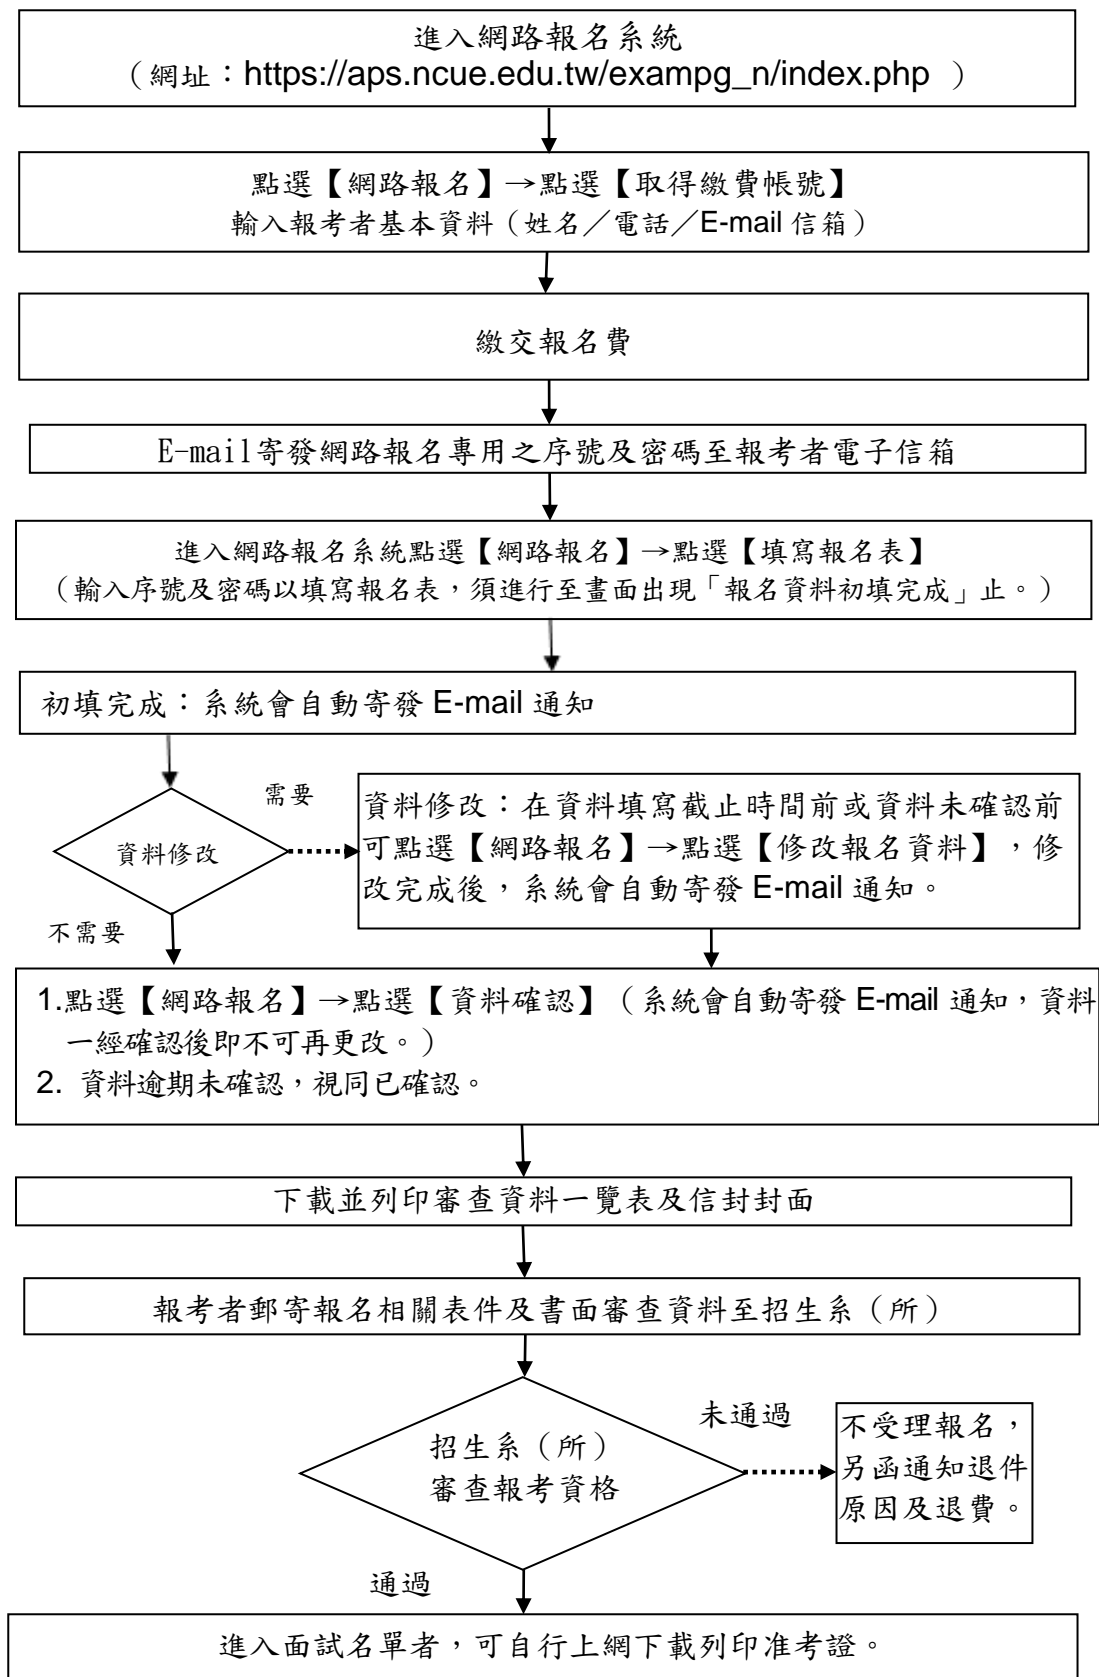 進入網路報名系統
（網址：https://aps.ncue.edu.tw/exampg_n/index.php ）
點選【網路報名】→點選【取得繳費帳號】
輸入報考者基本資料（姓名／電話／E-mail 信箱）
繳交報名費
E-mail寄發網路報名專用之序號及密碼至報考者電子信箱
進入網路報名系統點選【網路報名】→點選【填寫報名表】
（輸入序號及密碼以填寫報名表，須進行至畫面出現「報名資料初填完成」止。）
初填完成：系統會自動寄發 E-mail 通知
需要
資料修改
資料修改：在資料填寫截止時間前或資料未確認前
可點選【網路報名】→點選【修改報名資料】，修
改完成後，系統會自動寄發 E-mail 通知。
不需要
1.點選【網路報名】→點選【資料確認】（系統會自動寄發 E-mail 通知，資料
一經確認後即不可再更改。）
2. 資料逾期未確認，視同已確認。
下載並列印審查資料一覽表及信封封面
報考者郵寄報名相關表件及書面審查資料至招生系（所）
招生系（所）
審查報考資格
未通過
不受理報名，
另函通知退件
原因及退費。
通過
進入面試名單者，可自行上網下載列印准考證。